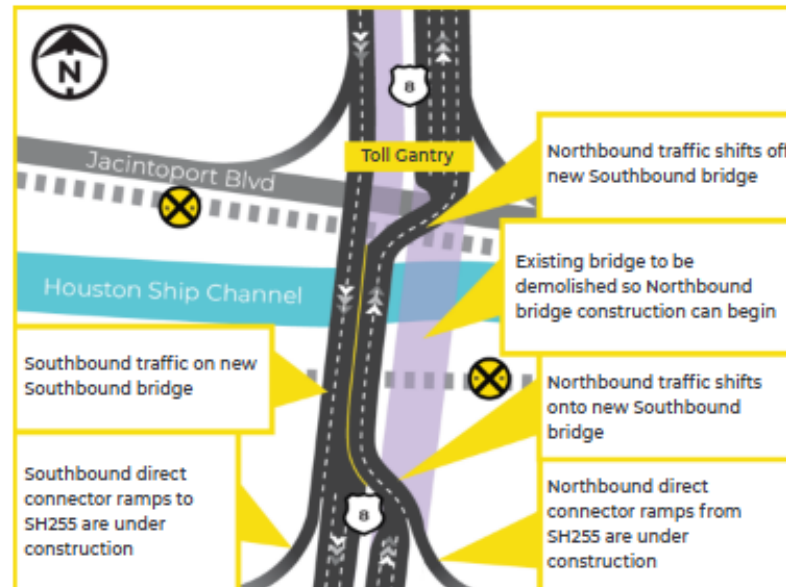 N
8
Toll Gantry
Jacintoport Blvd
Northbound traffic shifts off
new Southbound bridge
Houston Ship Channel
Existing bridge to be
demolished so Northbound
bridge construction can begin
Southbound traffic on new
Southbound bridge
Northbound traffic shifts
onto new Southbound
bridge
Southbound direct
connector ramps to
SH255 are under
construction
8
Northbound direct
connector ramps from
SH255 are under
construction